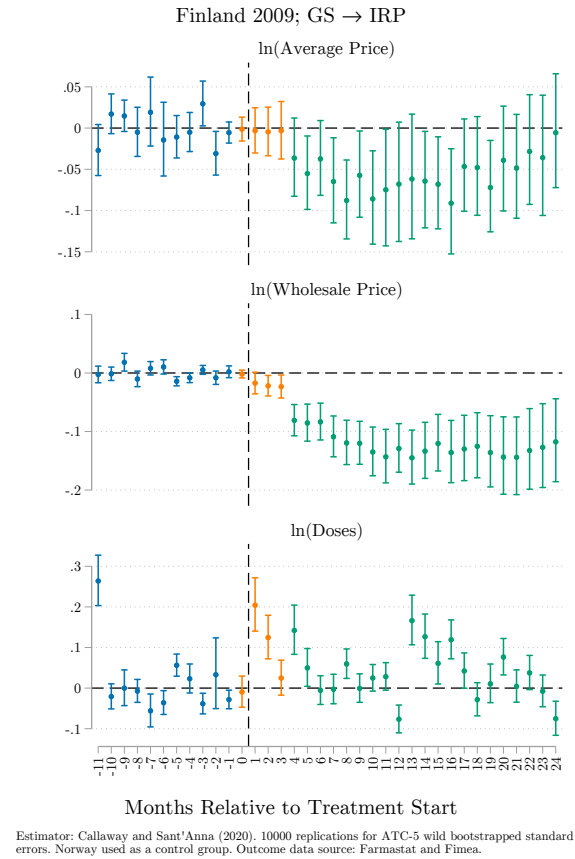 Finland 2009; GS → IRP
ln(Average Price)
.05
0
-.05
-.1
-.15
ln(Wholesale Price)
.1
0
-.1
-.2
ln(Doses)
.3
.2
.1
0
-.1
-11 -10 -9 -8 -7 -6 -5 -4 -3 -2 -1 0 1 2 3 4 5 6 7 8 9 10 11 12 13 14 15 16 17 18 19 20 21 22 23 24
Months Relative to Treatment Start
Estimator: Callaway and Sant'Anna (2020). 10000 replications for ATC-5 wild bootstrapped standard
errors. Norway used as a control group. Outcome data source: Farmastat and Fimea.